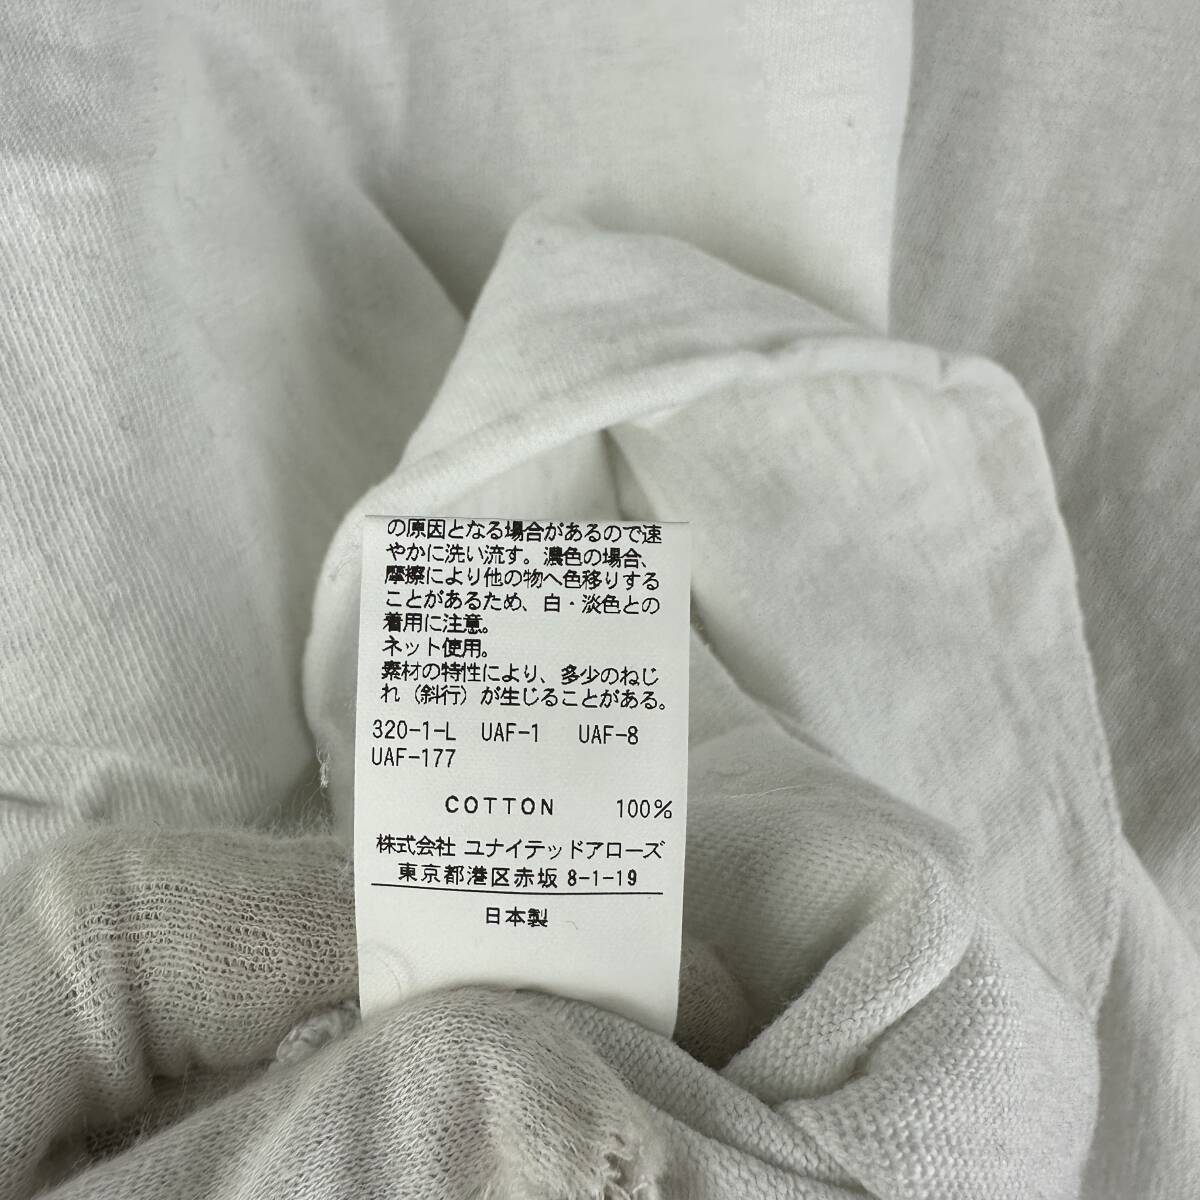 の原因となる場合があるので速
やかに洗い流す。濃色の場合、
摩擦により他の物へ色移りする
ことがあるため、白・淡色との
着用に注意。
ネット使用。
素材の特性により、多少のねじ
れ（斜行）が生じることがある。
320-1-L UAF-1 UAF-8
UAF-177
COTTON 100%
株式会社 ユナイテッドアローズ
東京都港区赤坂 8-1-19
日本製